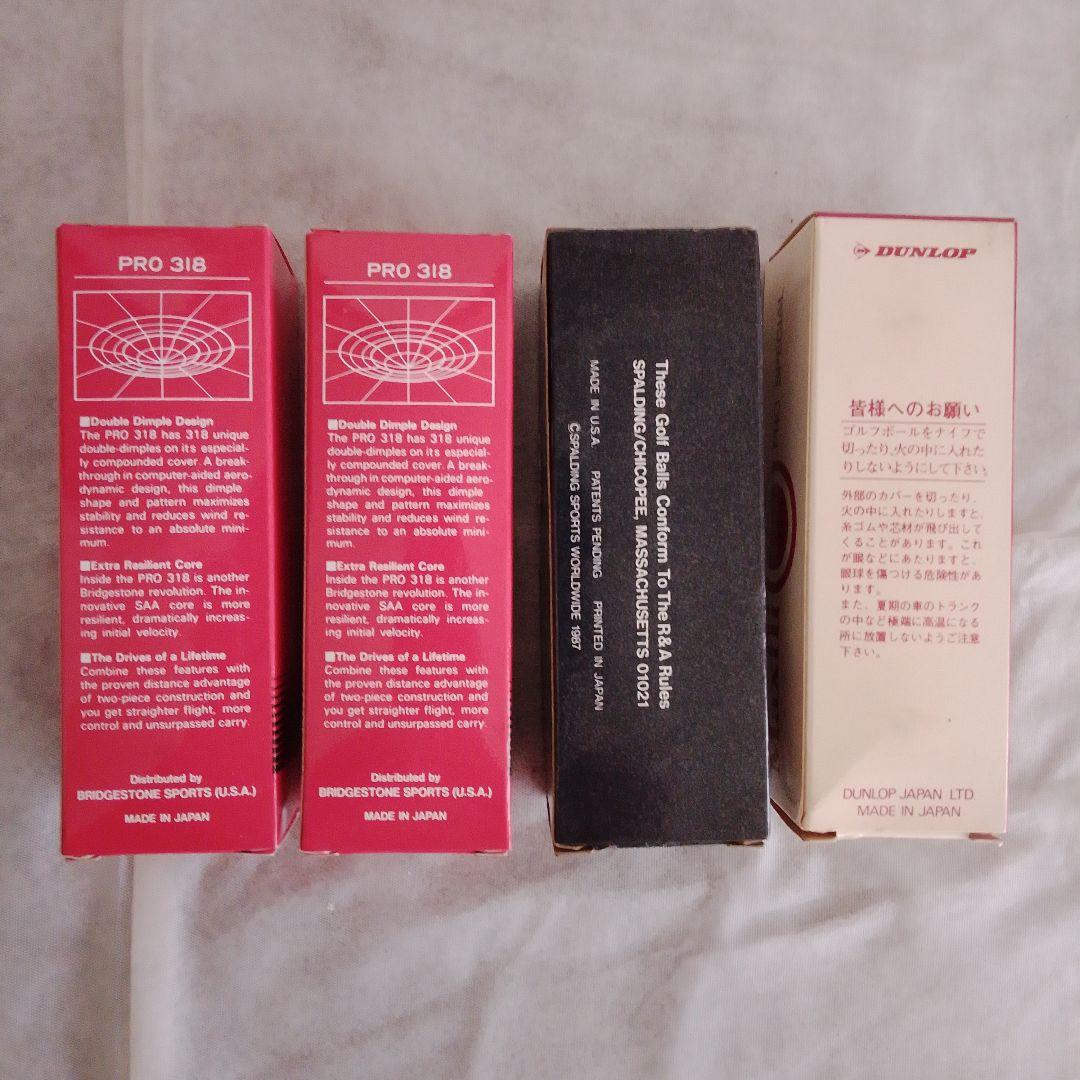 PRO 318
■Double Dimple Design
The PRO 318 has 318 unique
double-dimples on its especial-
ly compounded cover. A break-
through in computer-aided aero-
dynamic design, this dimple
shape and pattern maximizes
stability and reduces wind re-
sistance to an absolute mini-
mum.
■Extra Resilient Core
Inside the PRO 318 is another
Bridgestone revolution. The in-
novative SAA core is more
resilient, dramatically increas-
ing initial velocity.
■The Drives of a Lifetime
Combine these features with
the proven distance advantage
of two-piece construction and
you get straighter flight, more
control and unsurpassed carry.
Distributed by
BRIDGESTONE SPORTS (U.S.A.)
MADE IN JAPAN
PRO 318
■Double Dimple Design
The PRO 318 has 318 unique
double-dimples on its especial-
ly compounded cover. A break-
through in computer-aided aero-
dynamic design, this dimple
shape and pattern maximizes
stability and reduces wind re-
sistance to an absolute mini-
mum.
■Extra Resilient Core
Inside the PRO 318 is another
Bridgestone revolution. The in-
novative SAA core is more
resilient, dramatically increas-
ing initial velocity.
■The Drives of a Lifetime
Combine these features with
the proven distance advantage
of two-piece construction and
you get straighter flight, more
control and unsurpassed carry.
Distributed by
BRIDGESTONE SPORTS (U.S.A.)
MADE IN JAPAN
These Golf Balls Conform To The R&A Rules
SPALDING/CHICOPEE, MASSACHUSETTS 01021
MADE IN U.S.A. PATENTS PENDING PRINTED IN JAPAN
©SPALDING SPORTS WORLDWIDE 1987
DUNLOP
皆様へのお願い
ゴルフボールをナイフで
切ったり、火の中に入れた
りしないようにして下さい。
外部のカバーを切ったり、
火の中に入れたりしますと、
糸ゴムや芯材が飛び出して
くることがあります。これ
が眼などにあたりますと、
眼球を傷つける危険性があ
ります。
また、夏期の車のトランク
の中など極端に高温になる
所に放置しないようご注意
下さい。
DUNLOP JAPAN LTD.
MADE IN JAPAN